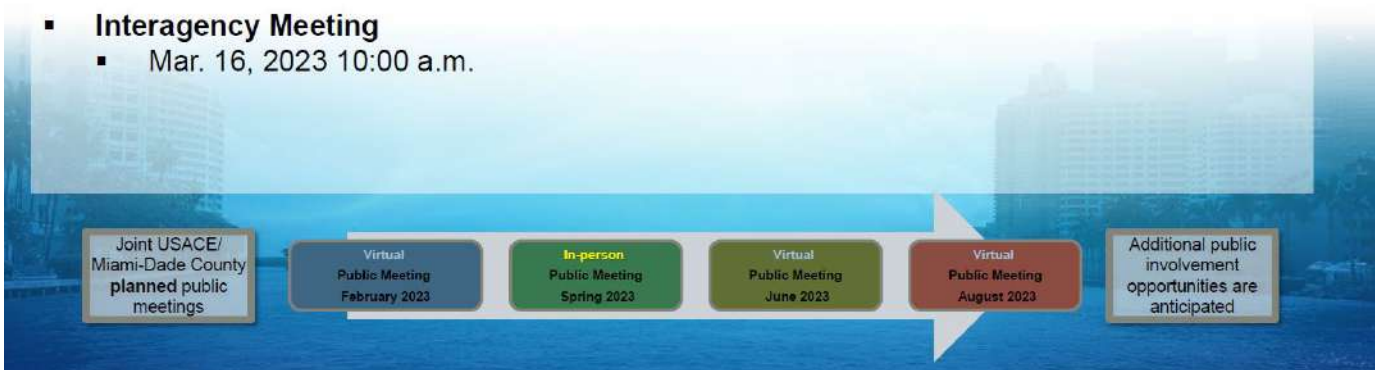 Interagency Meeting
Mar. 16, 2023 10:00 a.m.
Joint USACE/
Miami-Dade County
planned public
meetings
Virtual
Public Meeting
February 2023
In-person
Public Meeting
Spring 2023
Virtual
Public Meeting
June 2023
Virtual
Public Meeting
August 2023
Additional public
involvement
opportunities are
anticipated